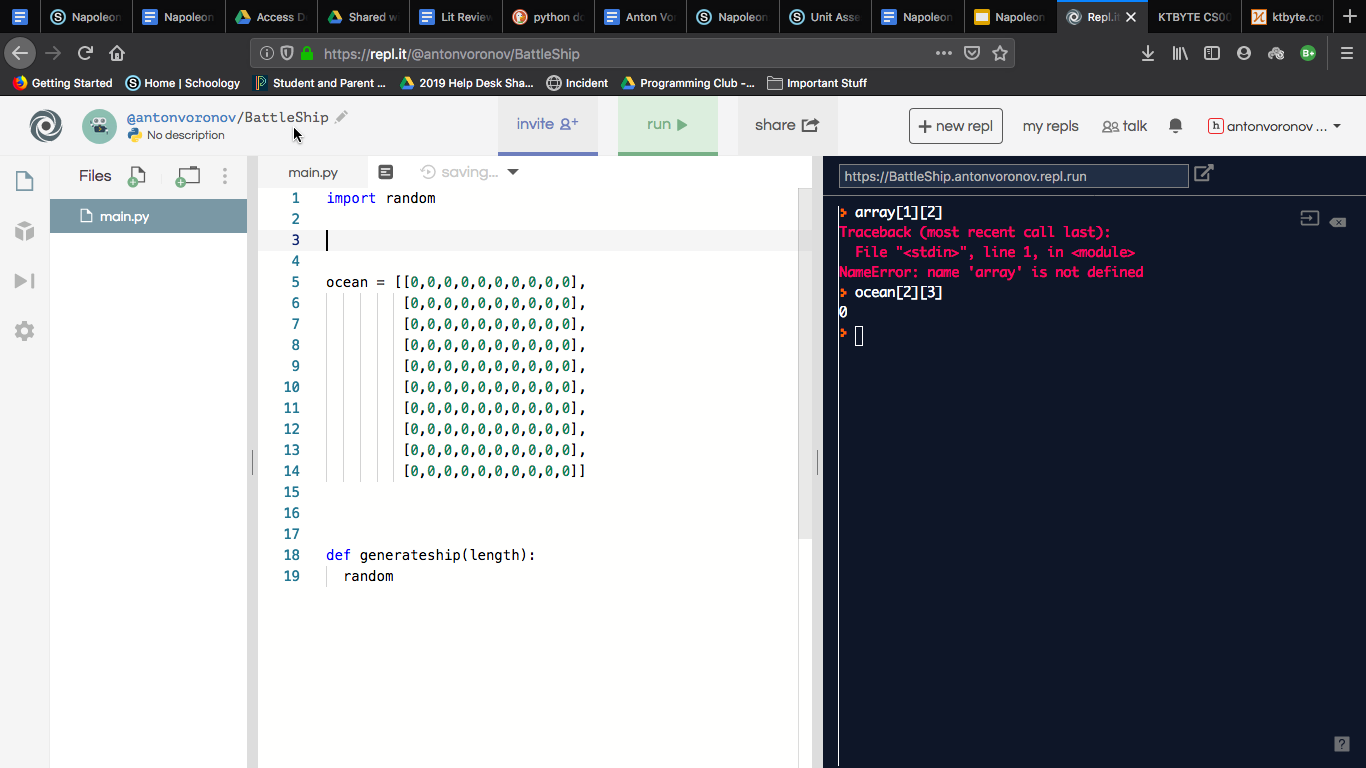 Napoleon
Napoleon
Access D
Shared wi
Lit Review
python do
Anton Vo
Napoleon
Unit Asse
Napoleon
Napoleon
Repl.it
KTBYTE CS00
ktbyte.co
https://repl.it/@antonvoronov/BattleShip
Getting Started
Home | Schoology
Student and Parent ...
2019 Help Desk Sha...
Incident
Programming Club -...
Important Stuff
@antonvoronov/BattleShip
No description
invite
run
share
+ new repl
my repls
talk
h antonvoronov ...
Files
main.py
main.py
saving...
1 import random
2
3
4
5 ocean = [[0,0,0,0,0,0,0,0,0,0],
6 [0,0,0,0,0,0,0,0,0,0],
7 [0,0,0,0,0,0,0,0,0,0],
8 [0,0,0,0,0,0,0,0,0,0],
9 [0,0,0,0,0,0,0,0,0,0],
10 [0,0,0,0,0,0,0,0,0,0],
11 [0,0,0,0,0,0,0,0,0,0],
12 [0,0,0,0,0,0,0,0,0,0],
13 [0,0,0,0,0,0,0,0,0,0],
14 [0,0,0,0,0,0,0,0,0,0]]
15
16
17
18 def generateship(length):
19 random
https://BattleShip.antonvoronov.repl.run
array[1][2]
Traceback (most recent call last):
File "<stdin>", line 1, in <module>
NameError: name 'array' is not defined
ocean[2][3]
0
?